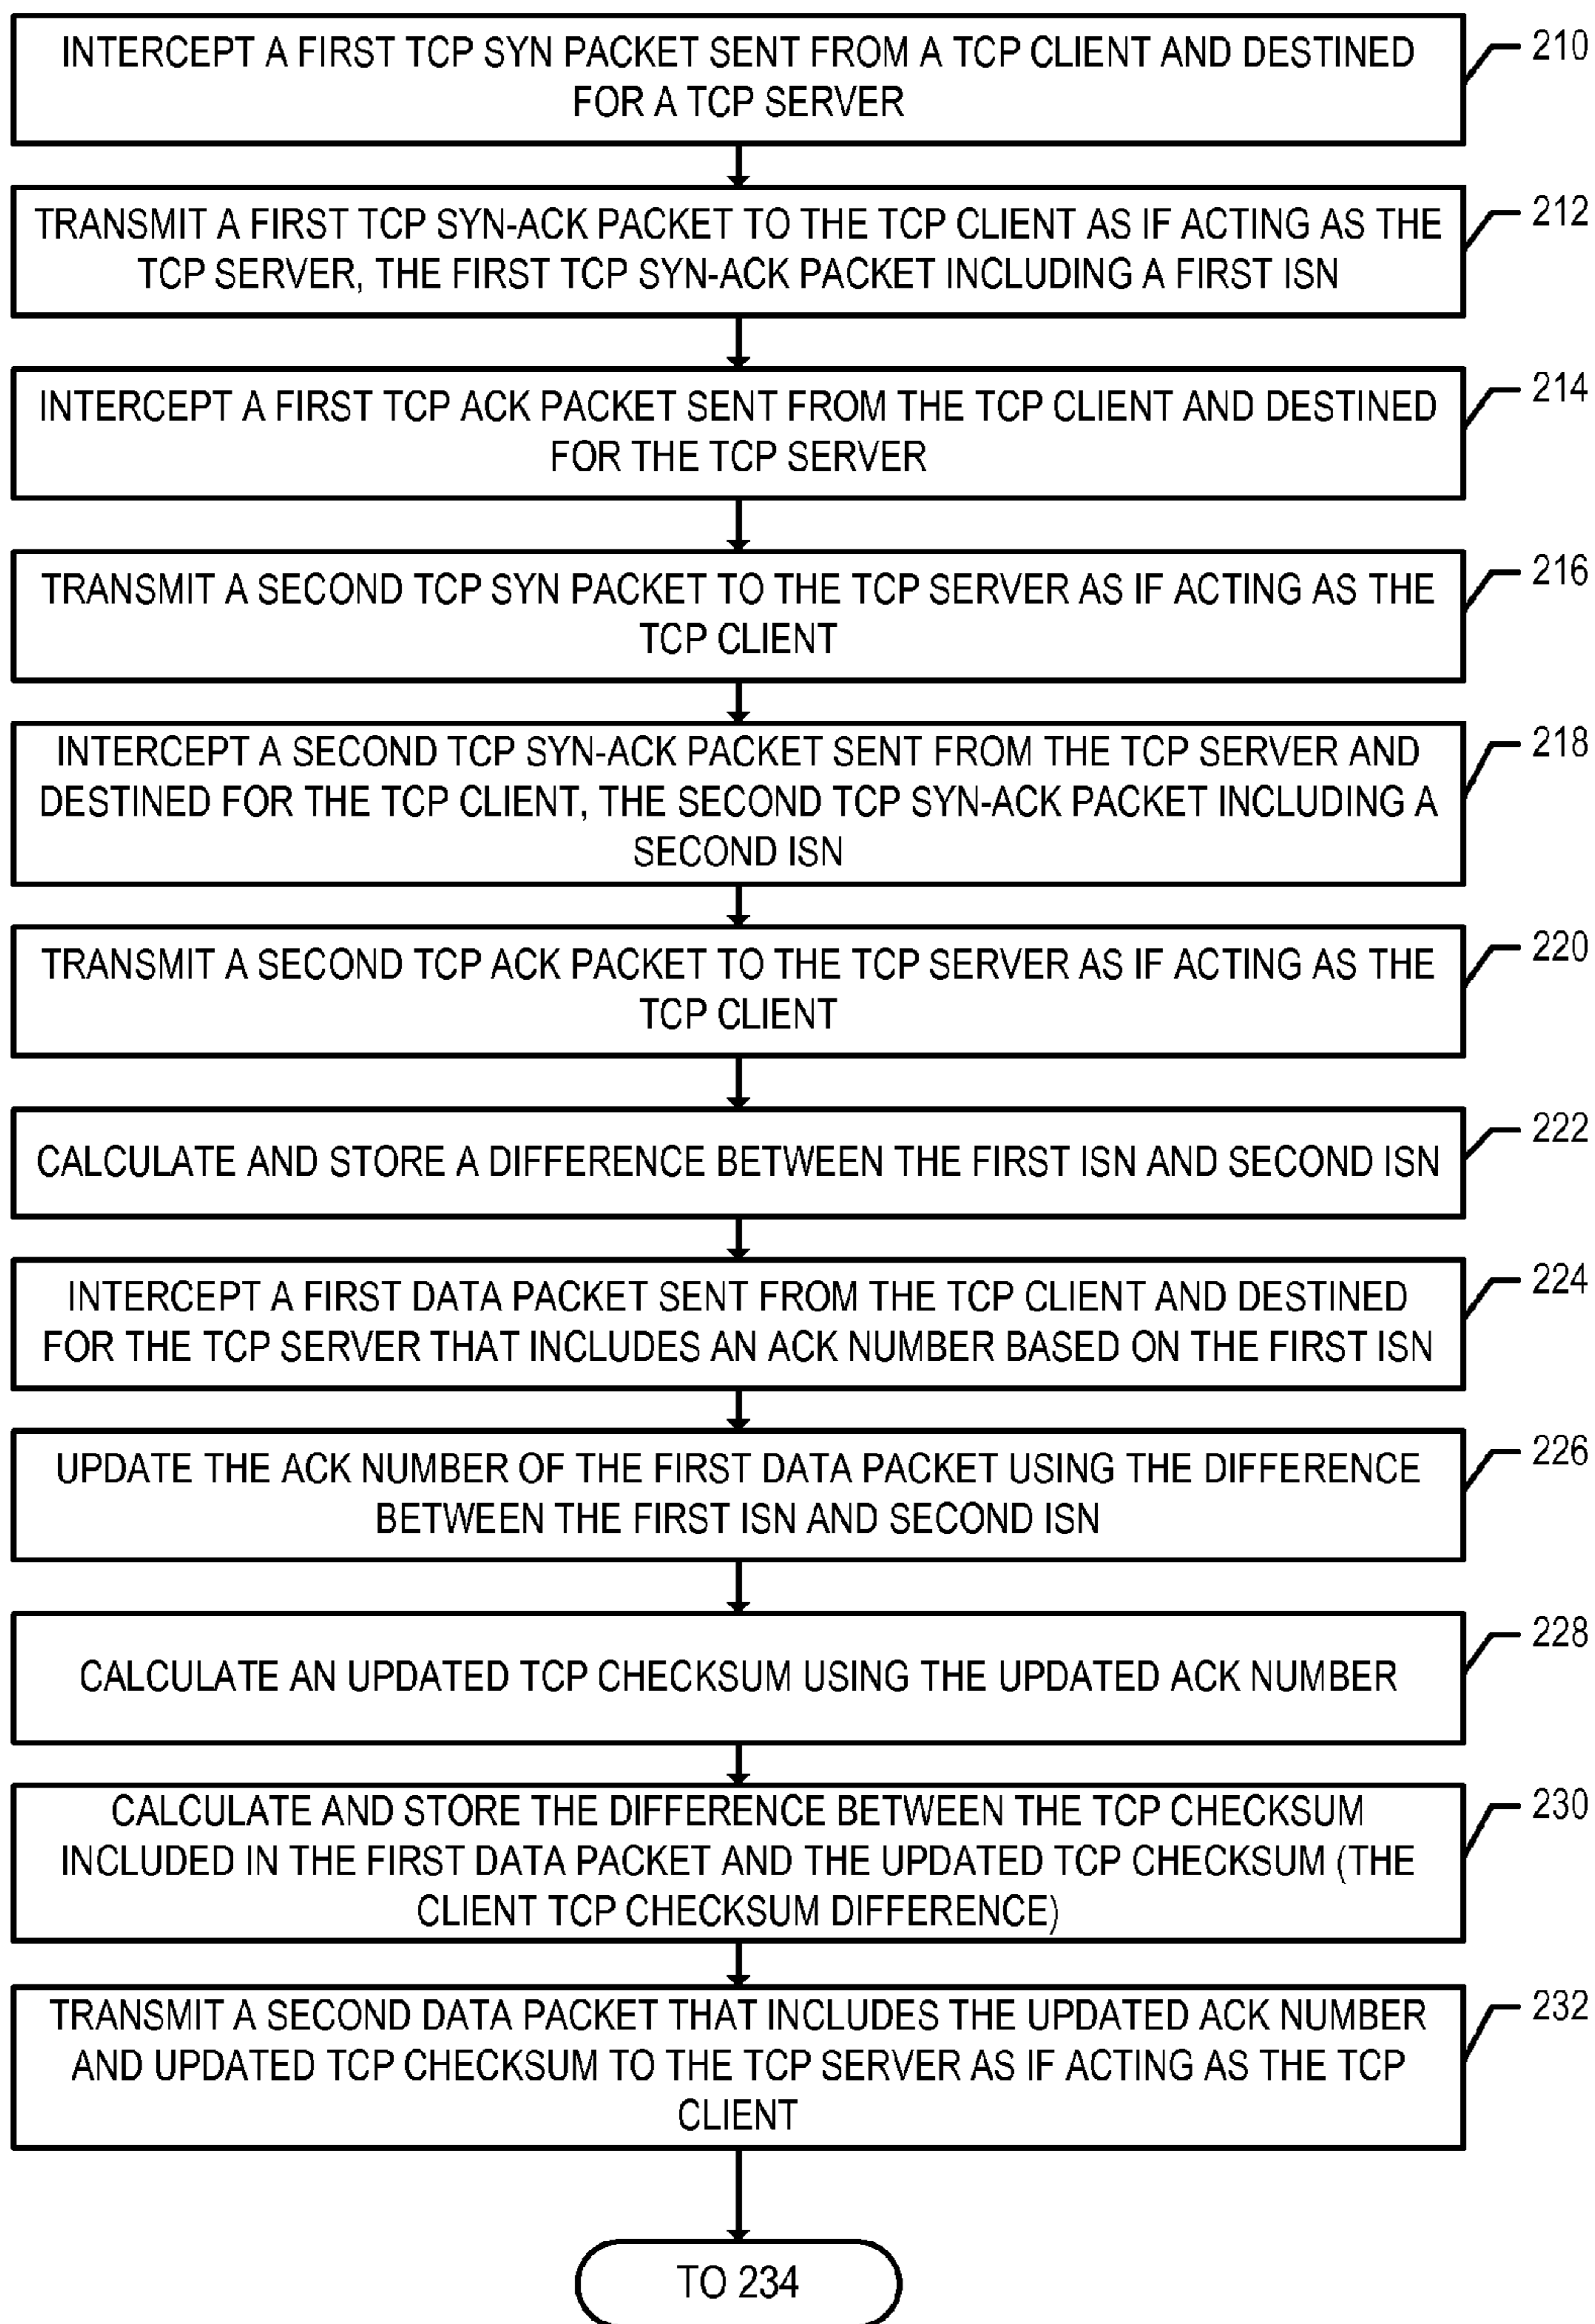 INTERCEPT A FIRST TCP SYN PACKET SENT FROM A TCP CLIENT AND DESTINED
FOR A TCP SERVER
210
TRANSMIT A FIRST TCP SYN-ACK PACKET TO THE TCP CLIENT AS IF ACTING AS THE
TCP SERVER, THE FIRST TCP SYN-ACK PACKET INCLUDING A FIRST ISN
212
INTERCEPT A FIRST TCP ACK PACKET SENT FROM THE TCP CLIENT AND DESTINED
FOR THE TCP SERVER
214
TRANSMIT A SECOND TCP SYN PACKET TO THE TCP SERVER AS IF ACTING AS THE
TCP CLIENT
216
INTERCEPT A SECOND TCP SYN-ACK PACKET SENT FROM THE TCP SERVER AND
DESTINED FOR THE TCP CLIENT, THE SECOND TCP SYN-ACK PACKET INCLUDING A
SECOND ISN
218
TRANSMIT A SECOND TCP ACK PACKET TO THE TCP SERVER AS IF ACTING AS THE
TCP CLIENT
220
CALCULATE AND STORE A DIFFERENCE BETWEEN THE FIRST ISN AND SECOND ISN
222
INTERCEPT A FIRST DATA PACKET SENT FROM THE TCP CLIENT AND DESTINED
FOR THE TCP SERVER THAT INCLUDES AN ACK NUMBER BASED ON THE FIRST ISN
224
UPDATE THE ACK NUMBER OF THE FIRST DATA PACKET USING THE DIFFERENCE
BETWEEN THE FIRST ISN AND SECOND ISN
226
CALCULATE AN UPDATED TCP CHECKSUM USING THE UPDATED ACK NUMBER
228
CALCULATE AND STORE THE DIFFERENCE BETWEEN THE TCP CHECKSUM
INCLUDED IN THE FIRST DATA PACKET AND THE UPDATED TCP CHECKSUM (THE
CLIENT TCP CHECKSUM DIFFERENCE)
230
TRANSMIT A SECOND DATA PACKET THAT INCLUDES THE UPDATED ACK NUMBER
AND UPDATED TCP CHECKSUM TO THE TCP SERVER AS IF ACTING AS THE TCP
CLIENT
232
TO 234